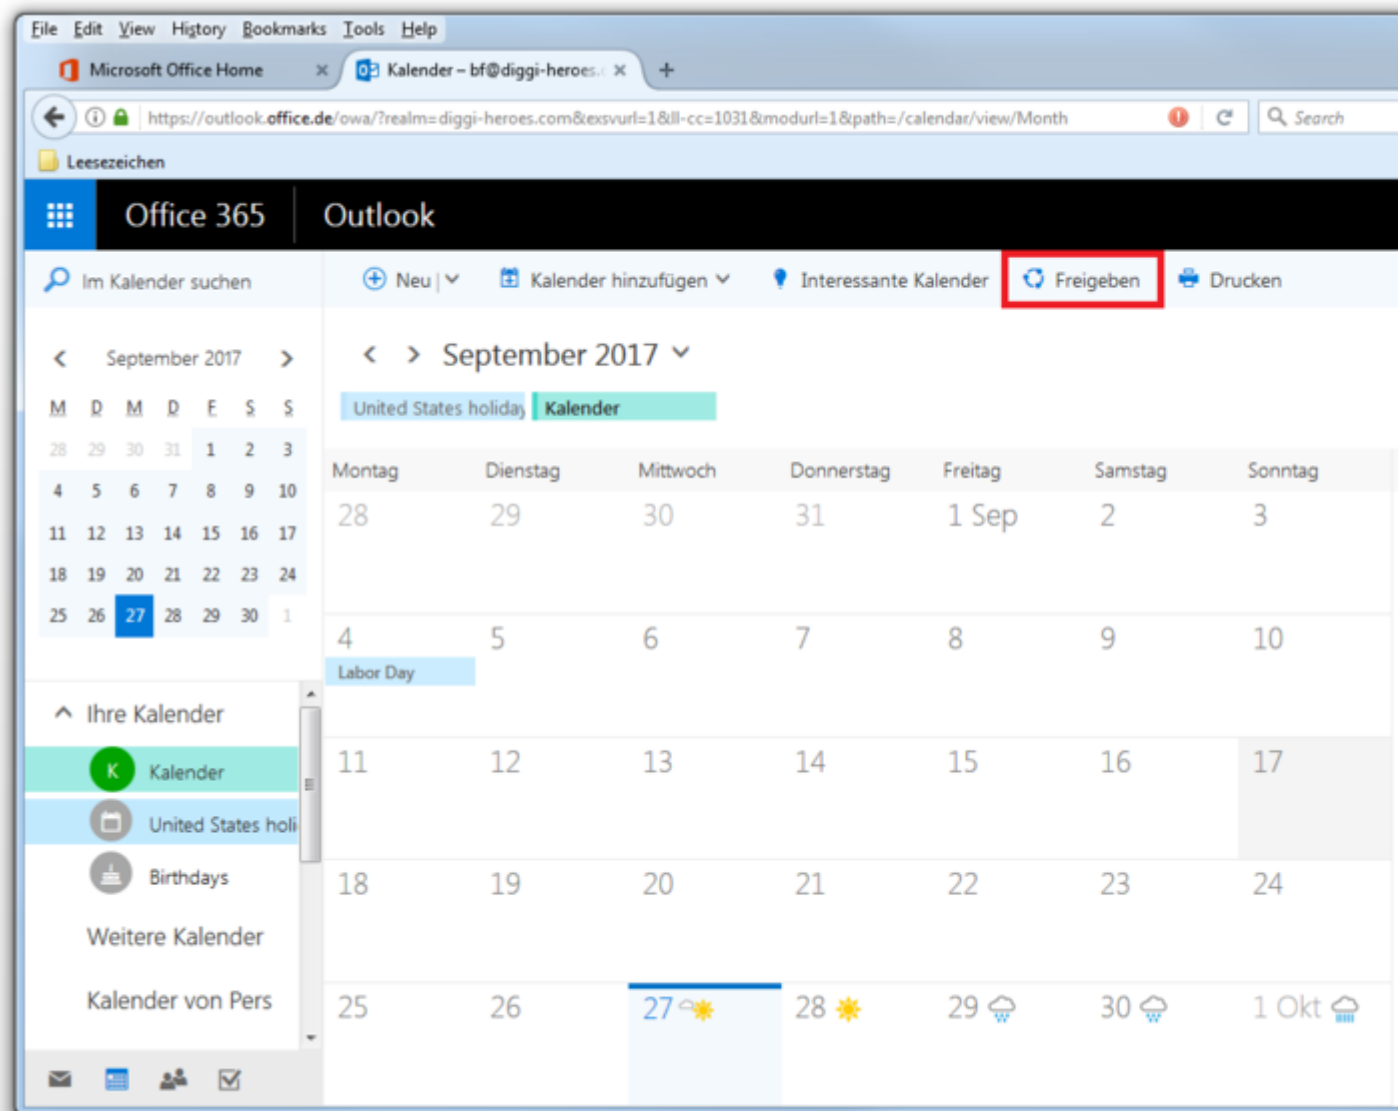 File Edit View History Bookmarks Tools Help
Microsoft Office Home × Kalender – bf@diggi-heroes.c × +
https://outlook.office.de/owa/?realm=diggi-heroes.com&exsvurl=1&ll-cc=1031&modurl=1&path=/calendar/view/Month Search
Leesezeichen
Office 365 Outlook
Im Kalender suchen Neu | Kalender hinzufügen Interessante Kalender Freigeben Drucken
September 2017
M D M D F S S
28 29 30 31 1 2 3
4 5 6 7 8 9 10
11 12 13 14 15 16 17
18 19 20 21 22 23 24
25 26 27 28 29 30 1
Ihre Kalender
K Kalender
United States holi
Birthdays
Weitere Kalender
Kalender von Pers
September 2017
United States holiday Kalender
Montag Dienstag Mittwoch Donnerstag Freitag Samstag Sonntag
28 29 30 31 1 Sep 2 3
4 5 6 7 8 9 10
Labor Day
11 12 13 14 15 16 17
18 19 20 21 22 23 24
25 26 27 28 29 30 1 Okt